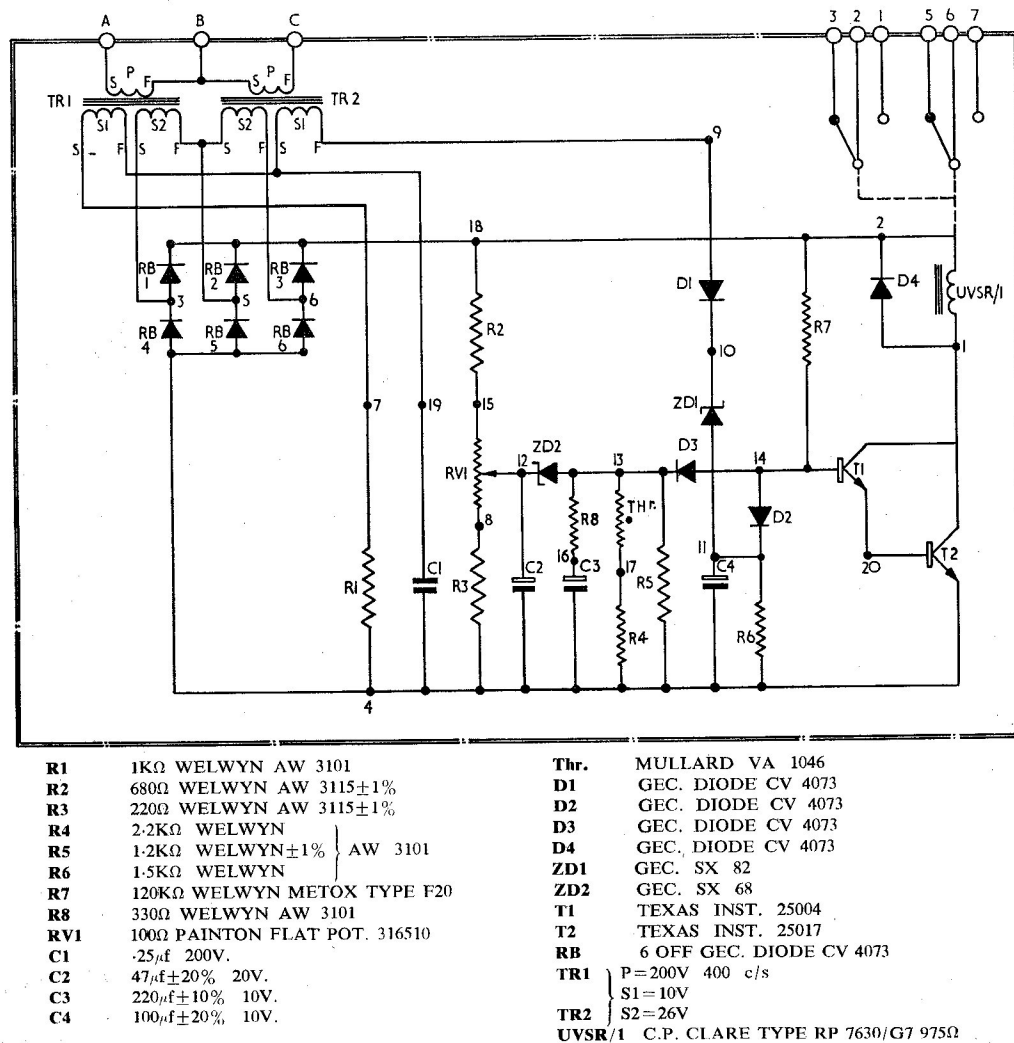 A B C 3 2 1 5 6 7
P P
S F S F
TR1 TR2
S1 S2 S2 S1
S - F S F S F S F
9
18 2
RB 1 RB 2 RB 3
D1 D4 UVSR/1
3 5 6
R2 R7
RB 4 RB 5 RB 6
10 1
7 19 15 ZD1
ZD2 D3
12 13 14
RV1 T1
R8 THr. D2
8
16 11 T2
R1 C1 R3 C2 C3 17 R5 C4 20
R4 R6
4
R1 1KΩ WELWYN AW 3101
R2 680Ω WELWYN AW 3115±1%
R3 220Ω WELWYN AW 3115±1%
R4 2·2KΩ WELWYN
R5 1·2KΩ WELWYN±1% } AW 3101
R6 1·5KΩ WELWYN
R7 120KΩ WELWYN METOX TYPE F20
R8 330Ω WELWYN AW 3101
RV1 100Ω PAINTON FLAT POT. 316510
C1 ·25μf 200V.
C2 47μf±20% 20V.
C3 220μf±10% 10V.
C4 100μf±20% 10V.
Thr. MULLARD VA 1046
D1 GEC. DIODE CV 4073
D2 GEC. DIODE CV 4073
D3 GEC. DIODE CV 4073
D4 GEC. DIODE CV 4073
ZD1 GEC. SX 82
ZD2 GEC. SX 68
T1 TEXAS INST. 25004
T2 TEXAS INST. 25017
RB 6 OFF GEC. DIODE CV 4073
TR1 } P=200V 400 c/s
S1=10V
TR2 } S2=26V
UVSR/1 C.P. CLARE TYPE RP 7630/G7 975Ω